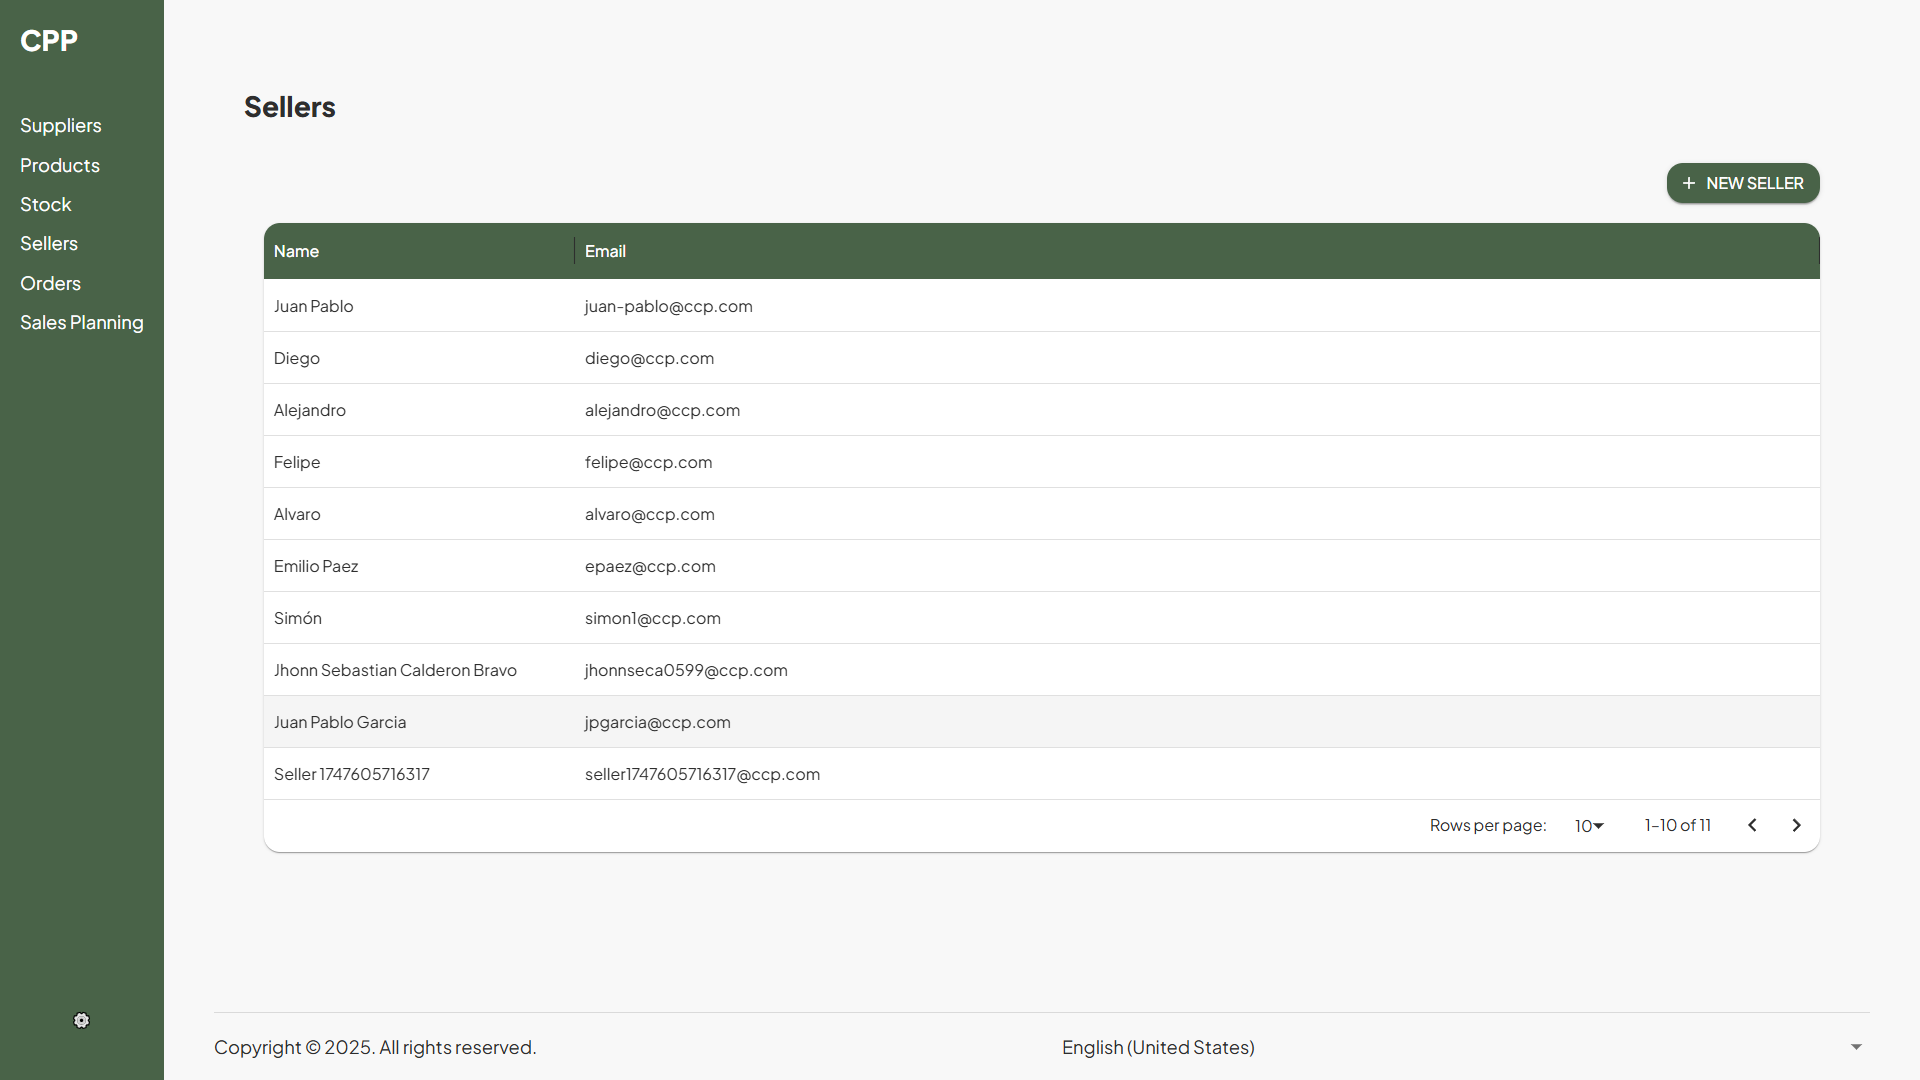 CPP
Suppliers
Products
Stock
Sellers
Orders
Sales Planning
Sellers
+ NEW SELLER
Name Email
Juan Pablo juan-pablo@ccp.com
Diego diego@ccp.com
Alejandro alejandro@ccp.com
Felipe felipe@ccp.com
Alvaro alvaro@ccp.com
Emilio Paez epaez@ccp.com
Simón simon1@ccp.com
Jhonn Sebastian Calderon Bravo jhonnseca0599@ccp.com
Juan Pablo Garcia jpgarcia@ccp.com
Seller 1747605716317 seller1747605716317@ccp.com
Rows per page: 10 1–10 of 11
Copyright © 2025. All rights reserved. English (United States)